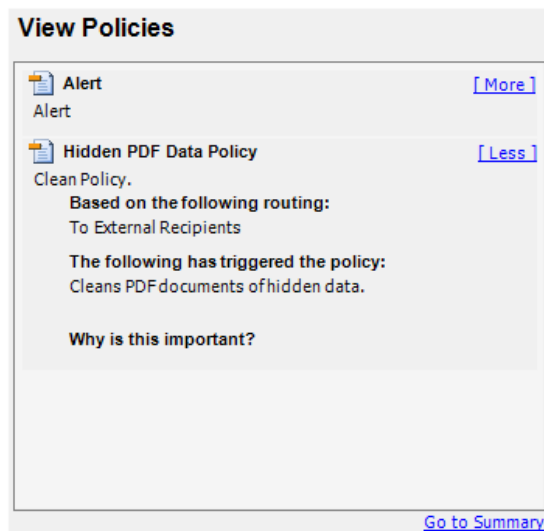 View Policies
Alert [ More ]
Alert
Hidden PDF Data Policy [ Less ]
Clean Policy.
Based on the following routing:
To External Recipients
The following has triggered the policy:
Cleans PDF documents of hidden data.
Why is this important?
Go to Summary